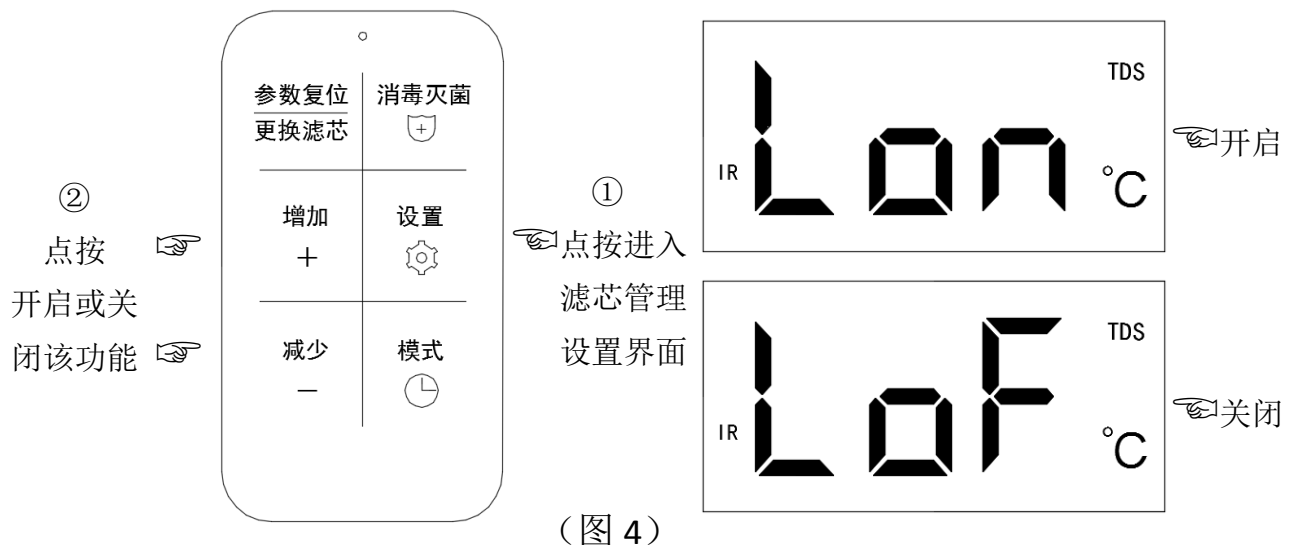 参数复位
更换滤芯
消毒灭菌
增加
+
设置
减少
—
模式
②
点按
开启或关
闭该功能
①
点按进入
滤芯管理
设置界面
TDS
IR
Lon
°C
开启
TDS
IR
LoF
°C
关闭
（图 4）